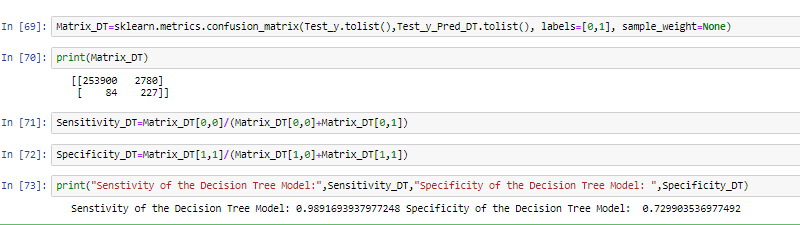 In [69]: Matrix_DT=sklearn.metrics.confusion_matrix(Test_y.tolist(),Test_y_Pred_DT.tolist(), labels=[0,1], sample_weight=None)
In [70]: print(Matrix_DT)
[[253900   2780]
 [    84    227]]
In [71]: Sensitivity_DT=Matrix_DT[0,0]/(Matrix_DT[0,0]+Matrix_DT[0,1])
In [72]: Specificity_DT=Matrix_DT[1,1]/(Matrix_DT[1,0]+Matrix_DT[1,1])
In [73]: print("Senstivity of the Decision Tree Model:",Sensitivity_DT,"Specificity of the Decision Tree Model: ",Specificity_DT)
Senstivity of the Decision Tree Model: 0.9891693937977248 Specificity of the Decision Tree Model:  0.729903536977492